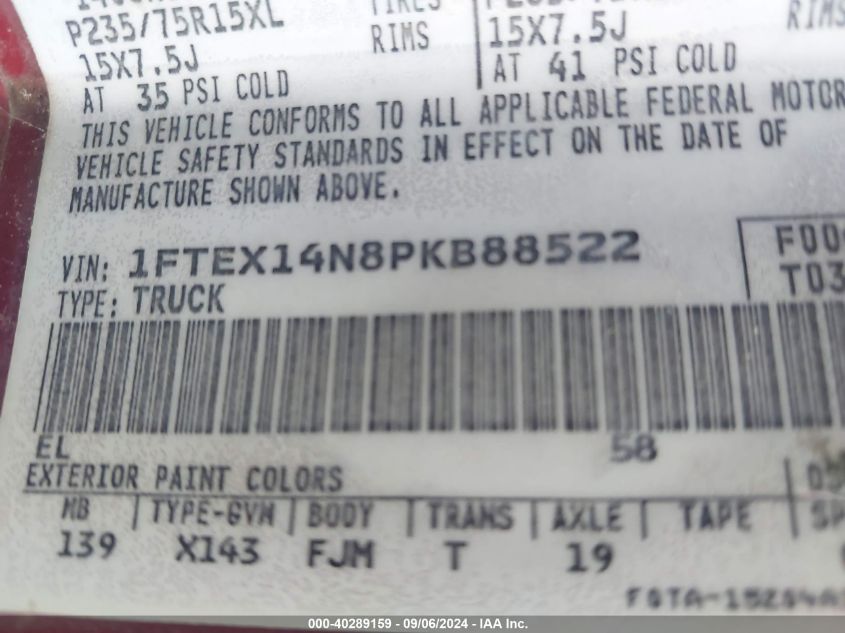 P235/75R15XL TIRES
15X7.5J RIMS 15X7.5J RIMS
AT 35 PSI COLD AT 41 PSI COLD
THIS VEHICLE CONFORMS TO ALL APPLICABLE FEDERAL MOTOR
VEHICLE SAFETY STANDARDS IN EFFECT ON THE DATE OF
MANUFACTURE SHOWN ABOVE.
VIN: 1FTEX14N8PKB88522
TYPE: TRUCK
EL 58
EXTERIOR PAINT COLORS
MB TYPE-GVM BODY TRANS AXLE TAPE
139 X143 FJM T 19
000-40289159 - 09/06/2024 - IAA Inc.